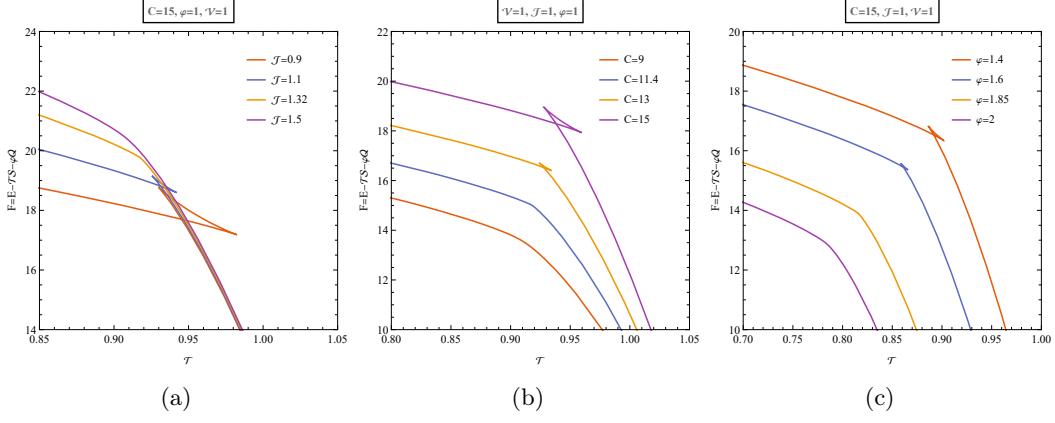 C=15, φ=1, 𝒱=1
F=E-𝒯S-φQ
24
22
20
18
16
14
0.85
0.90
0.95
1.00
1.05
𝒯
𝒥=0.9
𝒥=1.1
𝒥=1.32
𝒥=1.5
(a)
𝒱=1, 𝒥=1, φ=1
F=E-𝒯S-φQ
22
20
18
16
14
12
10
0.80
0.85
0.90
0.95
1.00
1.05
𝒯
C=9
C=11.4
C=13
C=15
(b)
C=15, 𝒥=1, 𝒱=1
F=E-𝒯S-φQ
20
18
16
14
12
10
0.70
0.75
0.80
0.85
0.90
0.95
1.00
𝒯
φ=1.4
φ=1.6
φ=1.85
φ=2
(c)